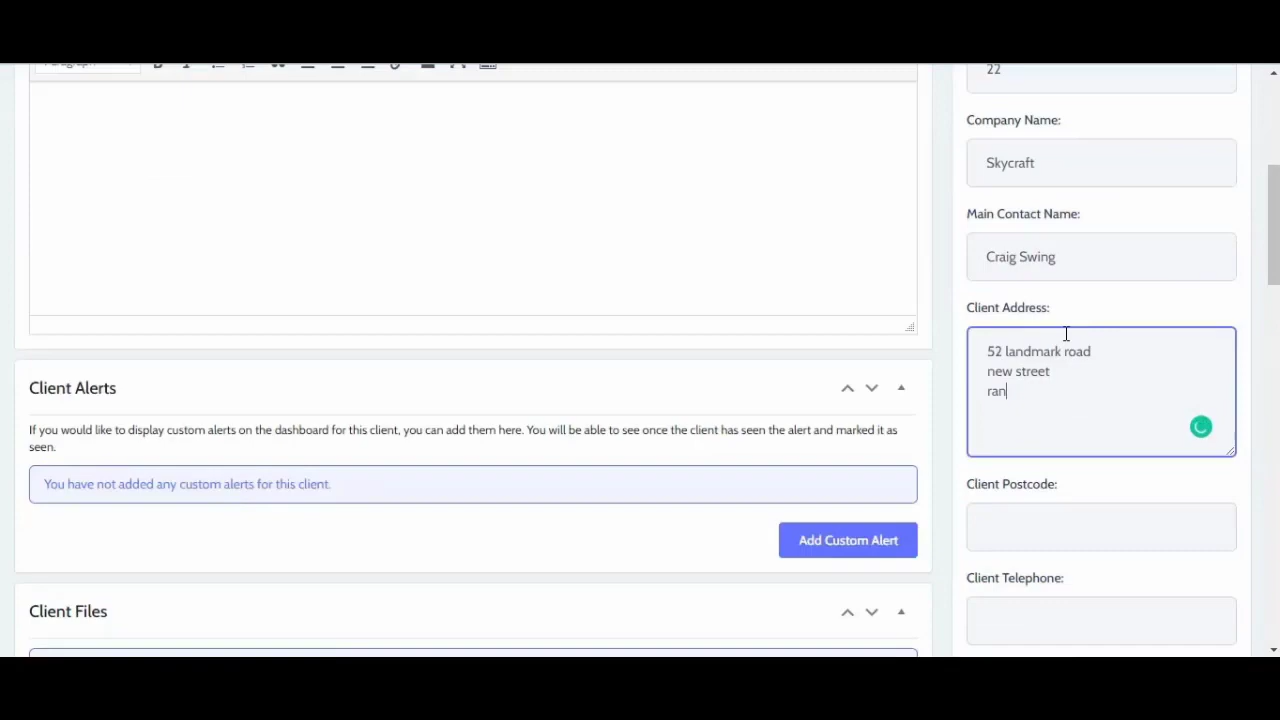 22
Company Name:
Skycraft
Main Contact Name:
Craig Swing
Client Address:
52 landmark road
new street
ran
Client Postcode:
Client Telephone:
Client Alerts
If you would like to display custom alerts on the dashboard for this client, you can add them here. You will be able to see once the client has seen the alert and marked it as
seen.
You have not added any custom alerts for this client.
Add Custom Alert
Client Files